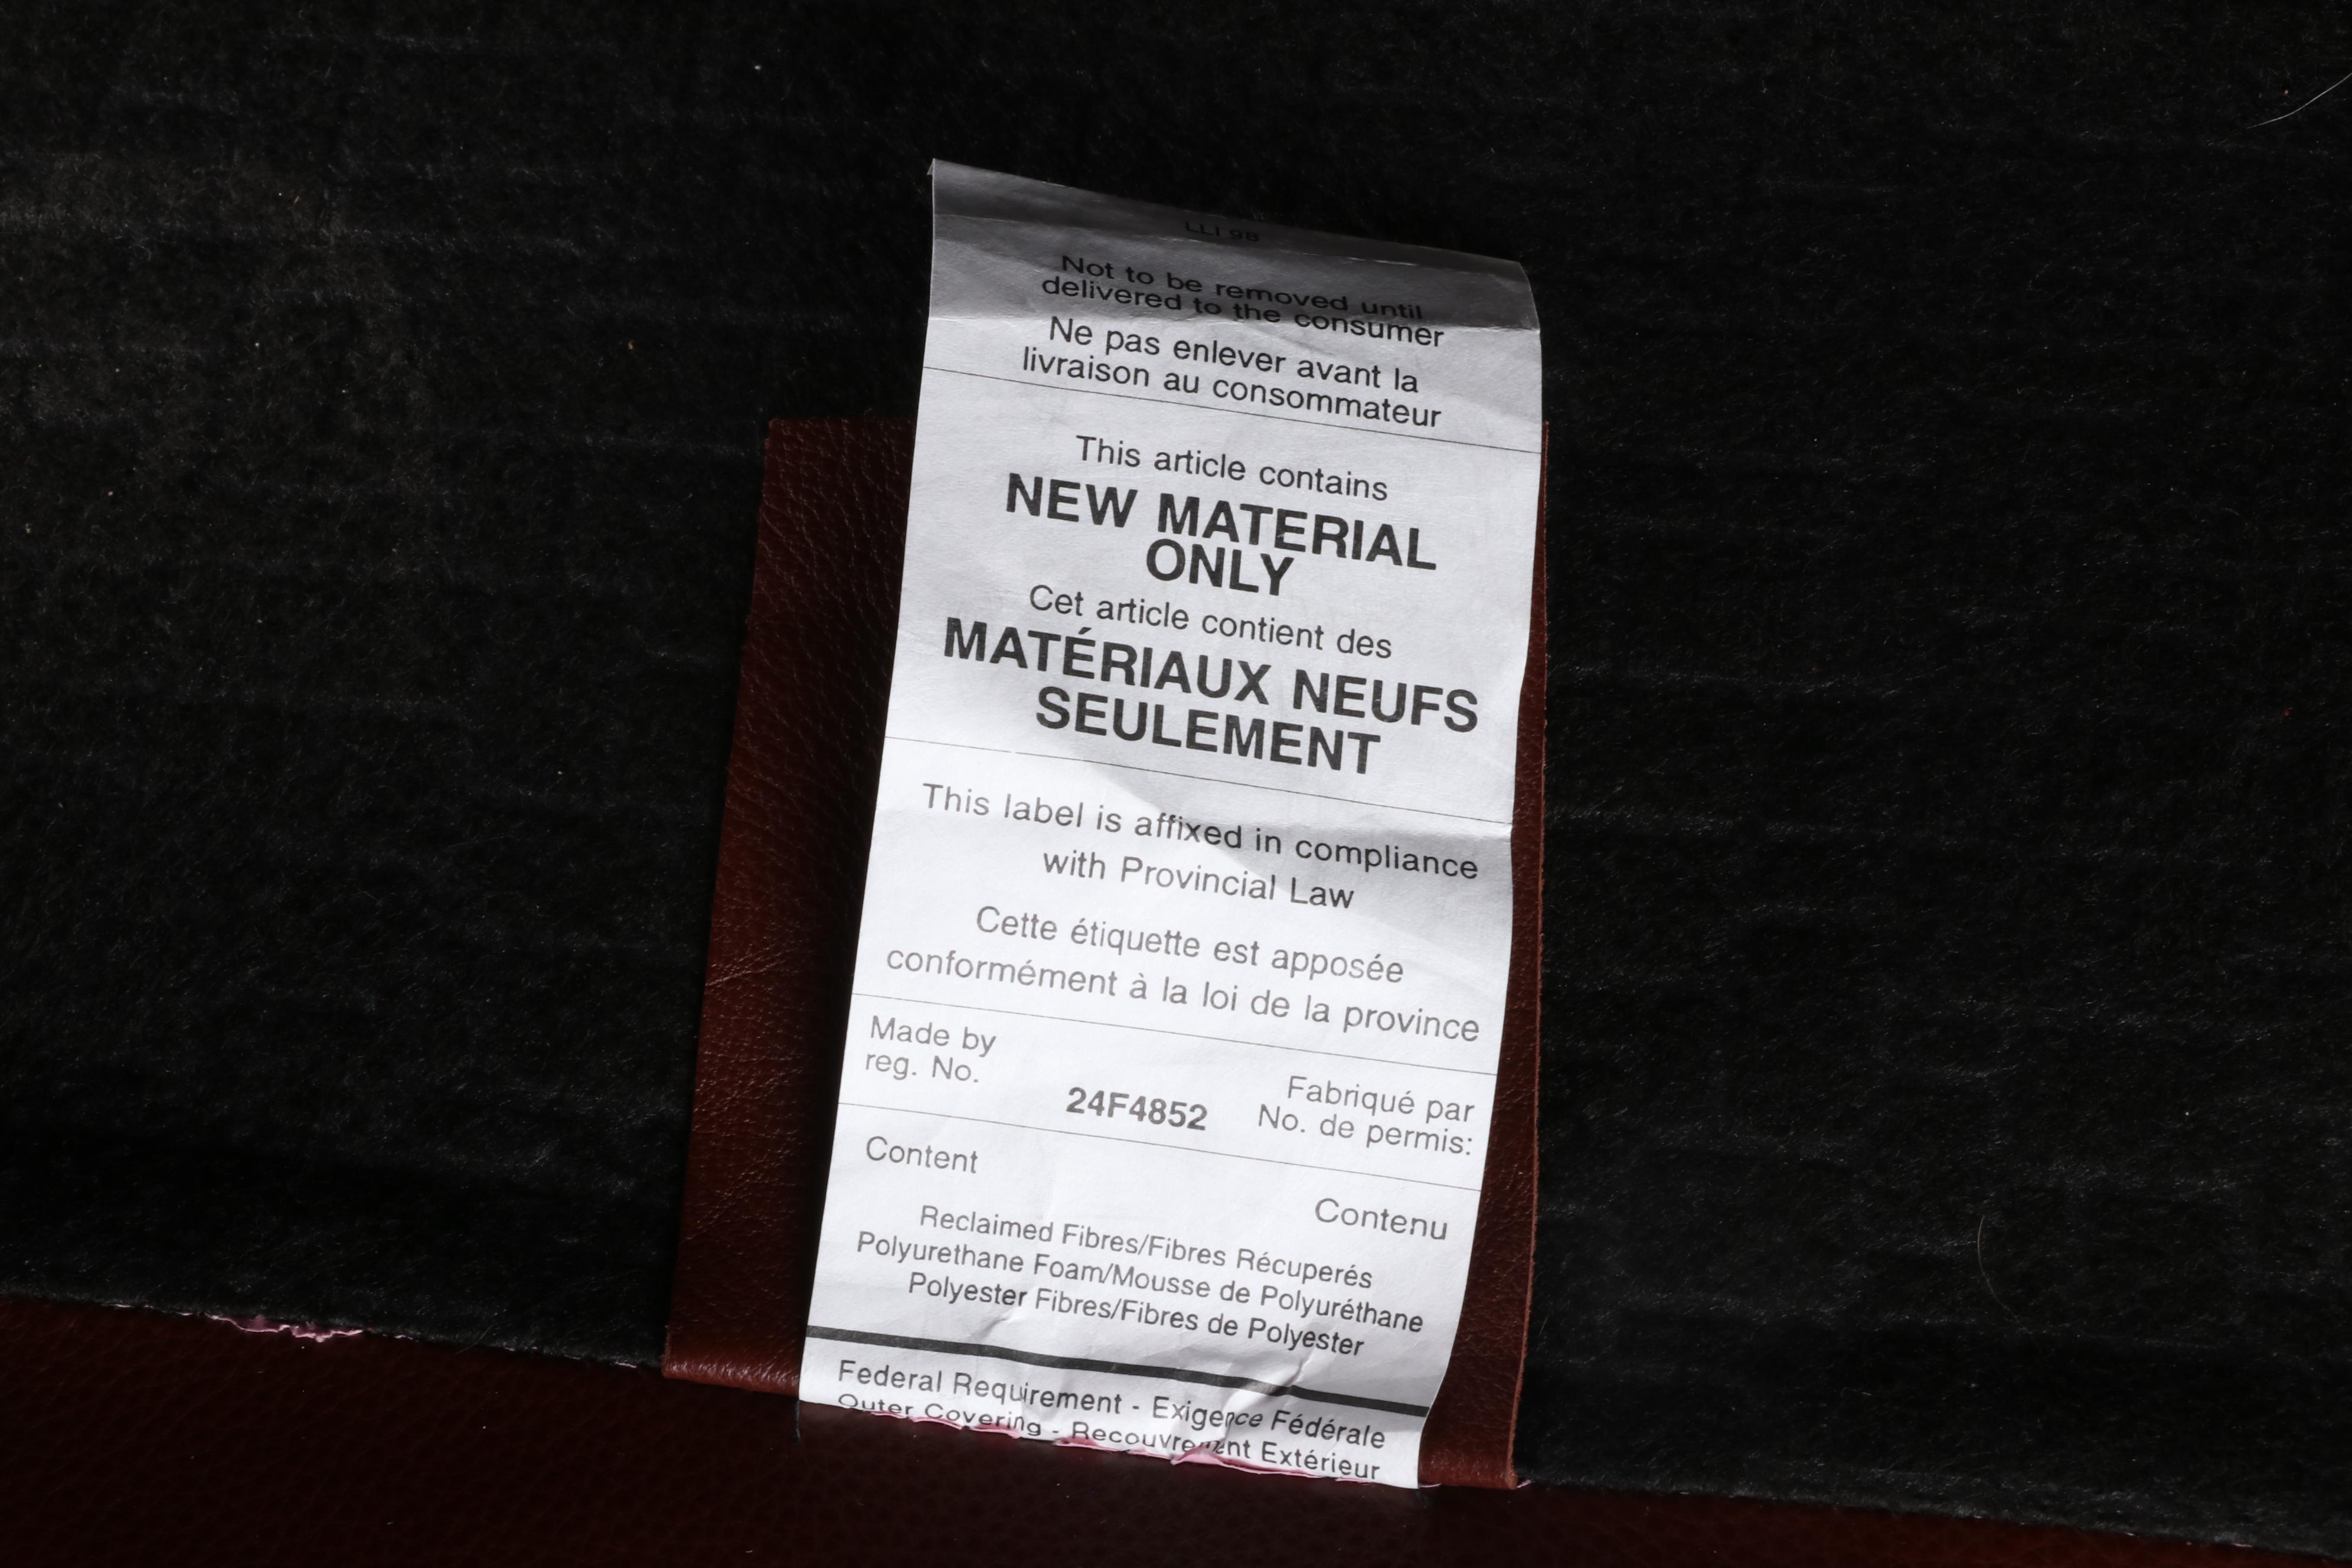 LLI 98
Not to be removed until
delivered to the consumer
Ne pas enlever avant la
livraison au consommateur
This article contains
NEW MATERIAL
ONLY
Cet article contient des
MATÉRIAUX NEUFS
SEULEMENT
This label is affixed in compliance
with Provincial Law
Cette étiquette est apposée
conformément à la loi de la province
Made by
reg. No.
24F4852
Fabriqué par
No. de permis:
Content
Contenu
Reclaimed Fibres/Fibres Récuperés
Polyurethane Foam/Mousse de Polyuréthane
Polyester Fibres/Fibres de Polyester
Federal Requirement - Exigence Fédérale
Outer Covering - Recouvrement Extérieur